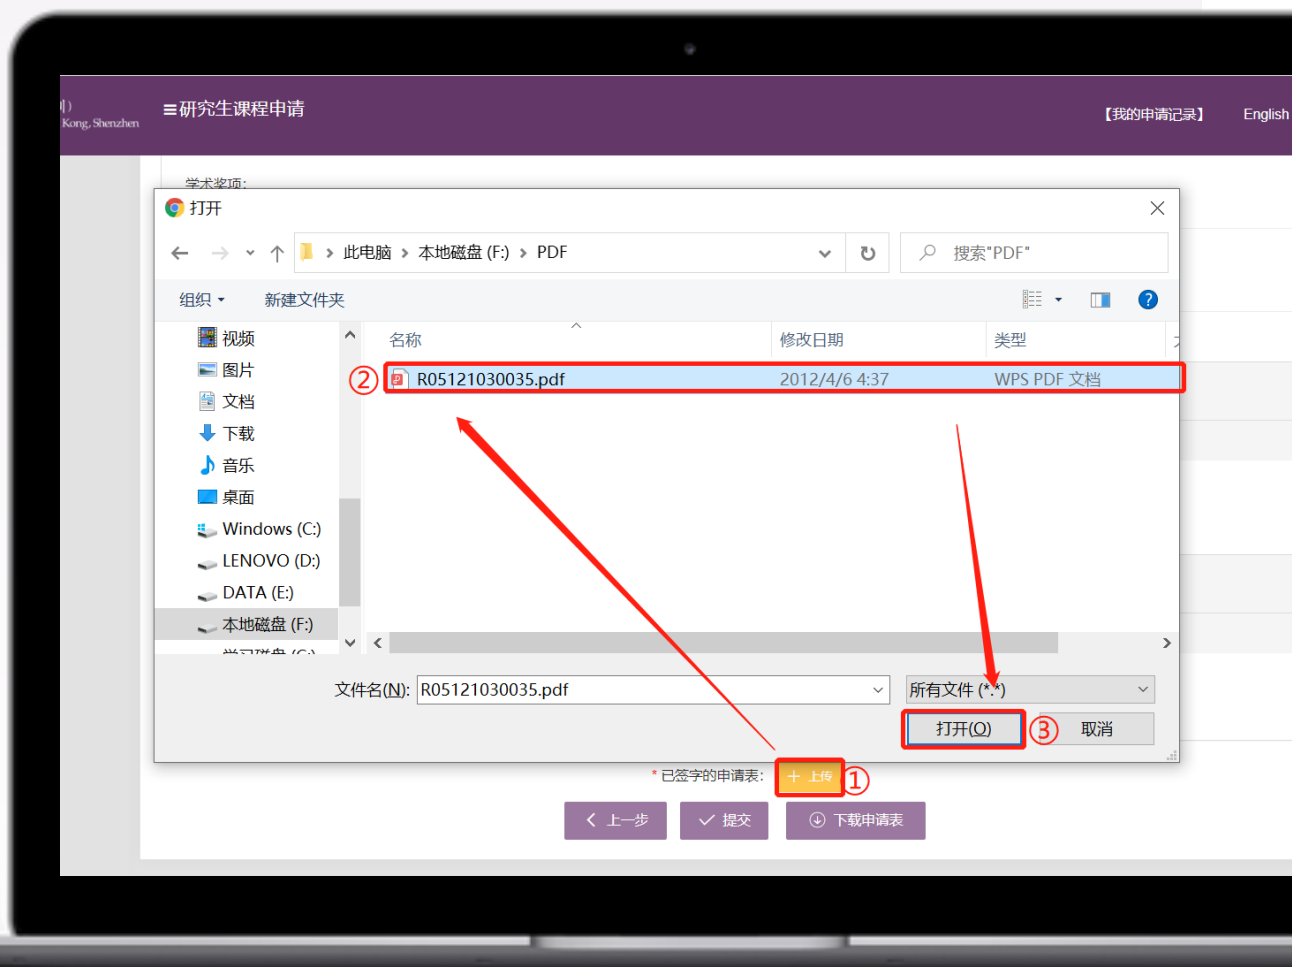 Kong, Shenzhen
≡研究生课程申请
【我的申请记录】
English
学术奖项:
打开
此电脑 > 本地磁盘 (F:) > PDF
搜索"PDF"
组织
新建文件夹
视频
图片
文档
下载
音乐
桌面
Windows (C:)
LENOVO (D:)
DATA (E:)
本地磁盘 (F:)
名称
修改日期
类型
②
R05121030035.pdf
2012/4/6 4:37
WPS PDF 文档
文件名(N):
R05121030035.pdf
所有文件 (*.*)
打开(O)
③
取消
* 已签字的申请表:
+ 上传
①
< 上一步
提交
下载申请表